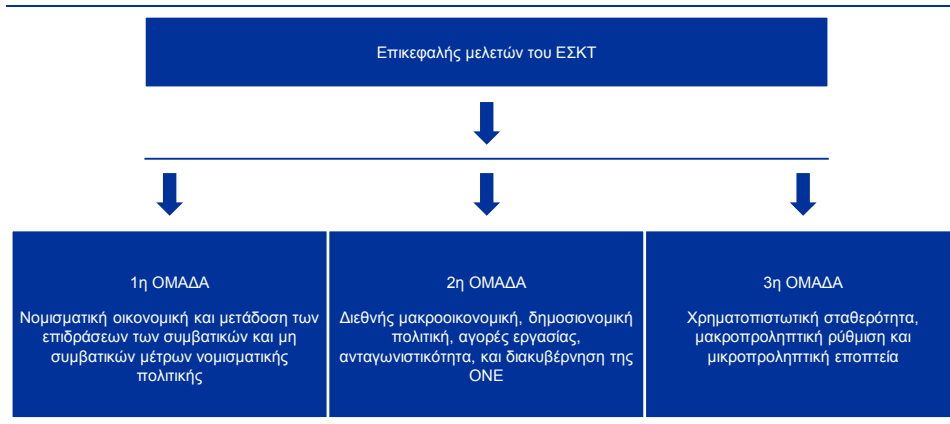 Επικεφαλής μελετών του ΕΣΚΤ
1η ΟΜΑΔΑ
Νομισματική οικονομική και μετάδοση των
επιδράσεων των συμβατικών και μη
συμβατικών μέτρων νομισματικής
πολιτικής
2η ΟΜΑΔΑ
Διεθνής μακροοικονομική, δημοσιονομική
πολιτική, αγορές εργασίας,
ανταγωνιστικότητα, και διακυβέρνηση της
ΟΝΕ
3η ΟΜΑΔΑ
Χρηματοπιστωτική σταθερότητα,
μακροπροληπτική ρύθμιση και
μικροπροληπτική εποπτεία